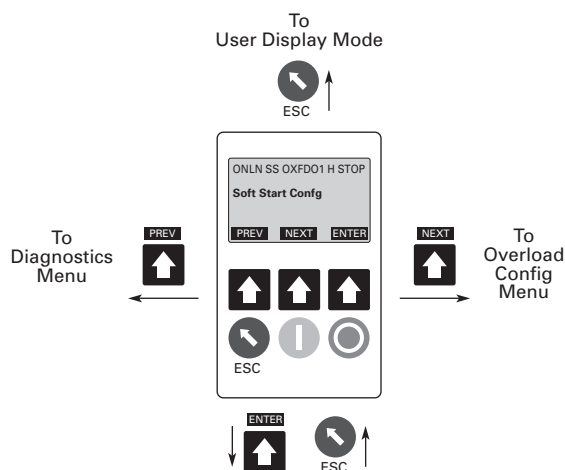 To
User Display Mode
ESC
ONLN SS OXFDO1 H STOP
Soft Start Confg
PREV NEXT ENTER
To
Diagnostics
Menu
PREV
NEXT
To
Overload
Config
Menu
ESC
ENTER
ESC